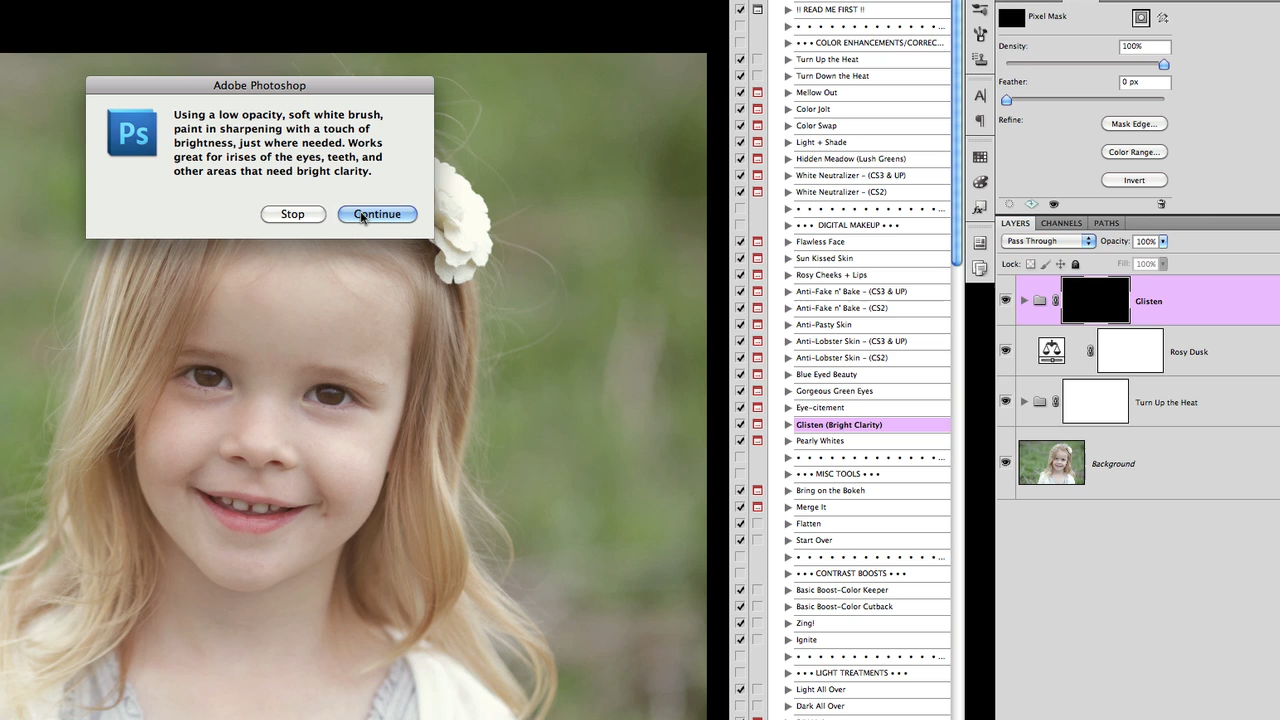 Adobe Photoshop
Ps
Using a low opacity, soft white brush,
paint in sharpening with a touch of
brightness, just where needed. Works
great for irises of the eyes, teeth, and
other areas that need bright clarity.
Stop
Continue
!! READ ME FIRST !!
• • • • • • • • • • • • ...
• • • COLOR ENHANCEMENTS/CORREC...
Turn Up the Heat
Turn Down the Heat
Mellow Out
Color Jolt
Color Swap
Light + Shade
Hidden Meadow (Lush Greens)
White Neutralizer - (CS3 & UP)
White Neutralizer - (CS2)
• • • • • • • • • • • • ...
• • • DIGITAL MAKEUP • • •
Flawless Face
Sun Kissed Skin
Rosy Cheeks + Lips
Anti-Fake n' Bake - (CS3 & UP)
Anti-Fake n' Bake - (CS2)
Anti-Pasty Skin
Anti-Lobster Skin - (CS3 & UP)
Anti-Lobster Skin - (CS2)
Blue Eyed Beauty
Gorgeous Green Eyes
Eye-citement
Glisten (Bright Clarity)
Pearly Whites
• • • • • • • • • • • • ...
• • • MISC TOOLS • • •
Bring on the Bokeh
Merge It
Flatten
Start Over
• • • • • • • • • • • • ...
• • • CONTRAST BOOSTS • • •
Basic Boost-Color Keeper
Basic Boost-Color Cutback
Zing!
Ignite
• • • • • • • • • • • • ...
• • • LIGHT TREATMENTS • • •
Light All Over
Dark All Over
Pixel Mask
Density: 100%
Feather: 0 px
Refine: Mask Edge...
Color Range...
Invert
LAYERS CHANNELS PATHS
Pass Through Opacity: 100%
Lock: Fill: 100%
Glisten
Rosy Dusk
Turn Up the Heat
Background